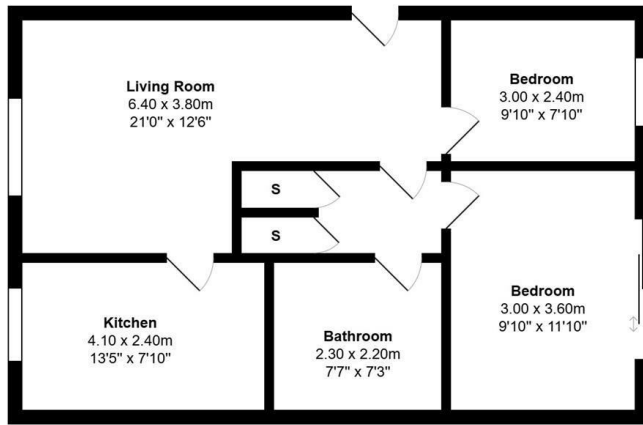 Living Room
6.40 x 3.80m
21'0" x 12'6"
Bedroom
3.00 x 2.40m
9'10" x 7'10"
S
S
Kitchen
4.10 x 2.40m
13'5" x 7'10"
Bathroom
2.30 x 2.20m
7'7" x 7'3"
Bedroom
3.00 x 3.60m
9'10" x 11'10"